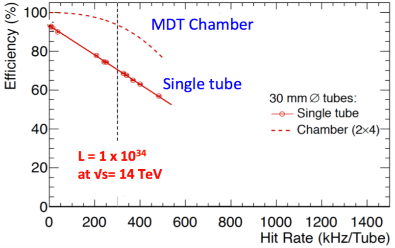 Efficiency (%)
100
80
60
40
20
0
MDT Chamber
Single tube
30 mm Ø tubes:
Single tube
Chamber (2×4)
L = 1 x 10³⁴
at √s= 14 TeV
0 200 400 600 800 1000 1200 1400
Hit Rate (kHz/Tube)